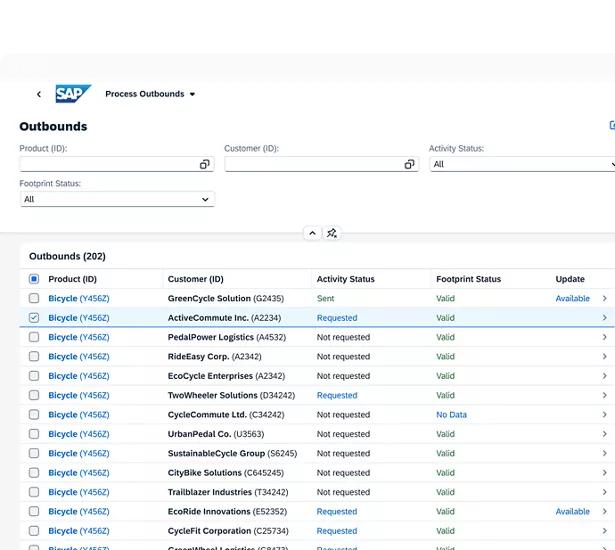 SAP Process Outbounds
Outbounds
Product (ID): Customer (ID): Activity Status:
All
Footprint Status:
All
Outbounds (202)
Product (ID) Customer (ID) Activity Status Footprint Status Update
Bicycle (Y456Z) GreenCycle Solution (G2435) Sent Valid Available
Bicycle (Y456Z) ActiveCommute Inc. (A2234) Requested Valid
Bicycle (Y456Z) PedalPower Logistics (A4532) Not requested Valid
Bicycle (Y456Z) RideEasy Corp. (A2342) Not requested Valid
Bicycle (Y456Z) EcoCycle Enterprises (A2342) Not requested Valid
Bicycle (Y456Z) TwoWheeler Solutions (D34242) Requested Valid
Bicycle (Y456Z) CycleCommute Ltd. (C34242) Not requested No Data
Bicycle (Y456Z) UrbanPedal Co. (U3563) Not requested Valid
Bicycle (Y456Z) SustainableCycle Group (S6245) Not requested Valid
Bicycle (Y456Z) CityBike Solutions (C645245) Not requested Valid
Bicycle (Y456Z) Trailblazer Industries (T34242) Not requested Valid
Bicycle (Y456Z) EcoRide Innovations (E52352) Requested Valid Available
Bicycle (Y456Z) CycleFit Corporation (C25734) Requested Valid
Bicycle (Y456Z) GreenWheel Logistics Requested Valid